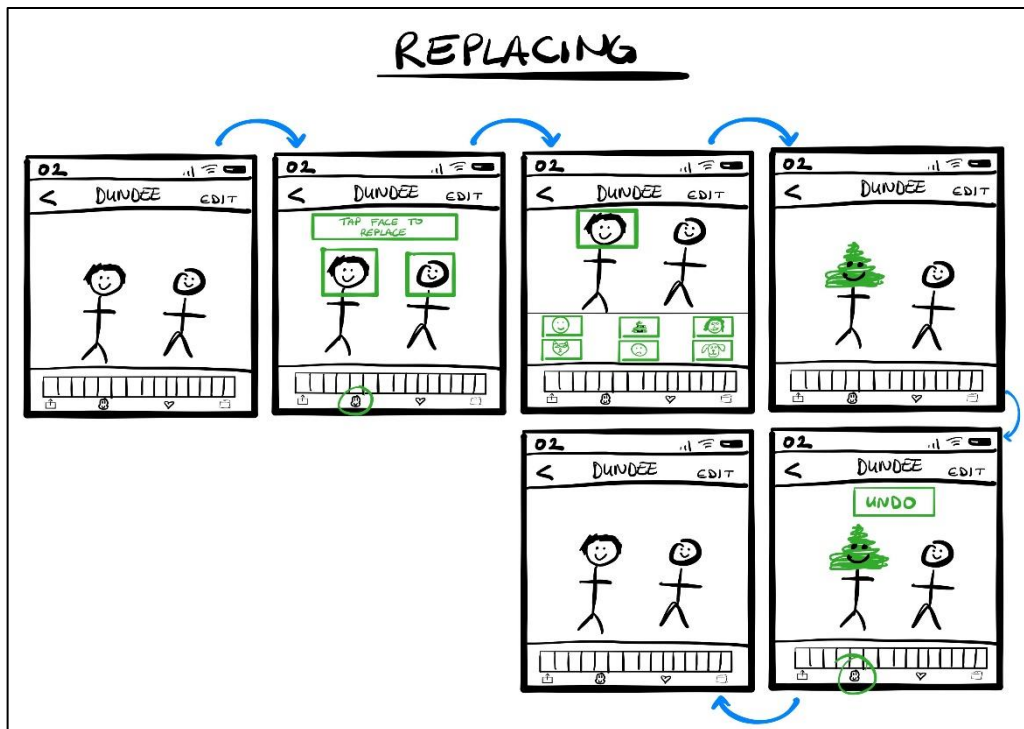 REPLACING
02
DUNDEE EDIT
02
DUNDEE EDIT
TAP FACE TO
REPLACE
02
DUNDEE EDIT
02
DUNDEE EDIT
02
DUNDEE EDIT
02
DUNDEE EDIT
UNDO